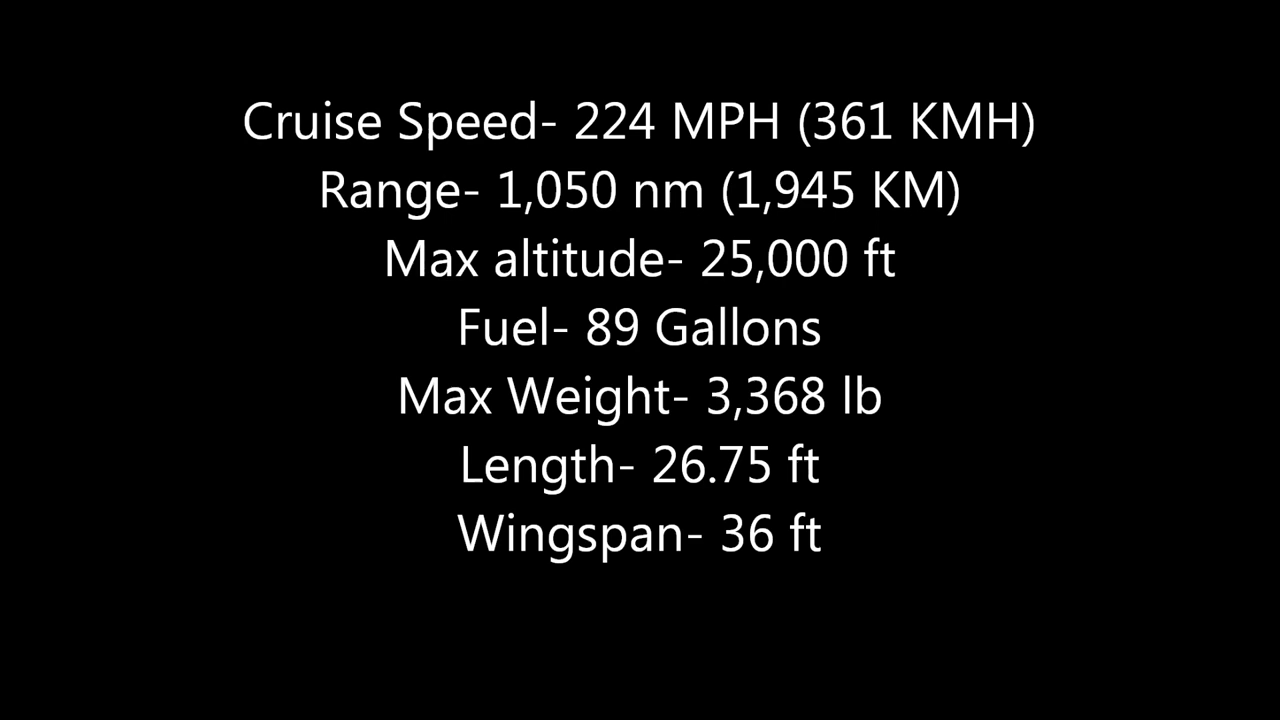 Cruise Speed- 224 MPH (361 KMH)
Range- 1,050 nm (1,945 KM)
Max altitude- 25,000 ft
Fuel- 89 Gallons
Max Weight- 3,368 lb
Length- 26.75 ft
Wingspan- 36 ft